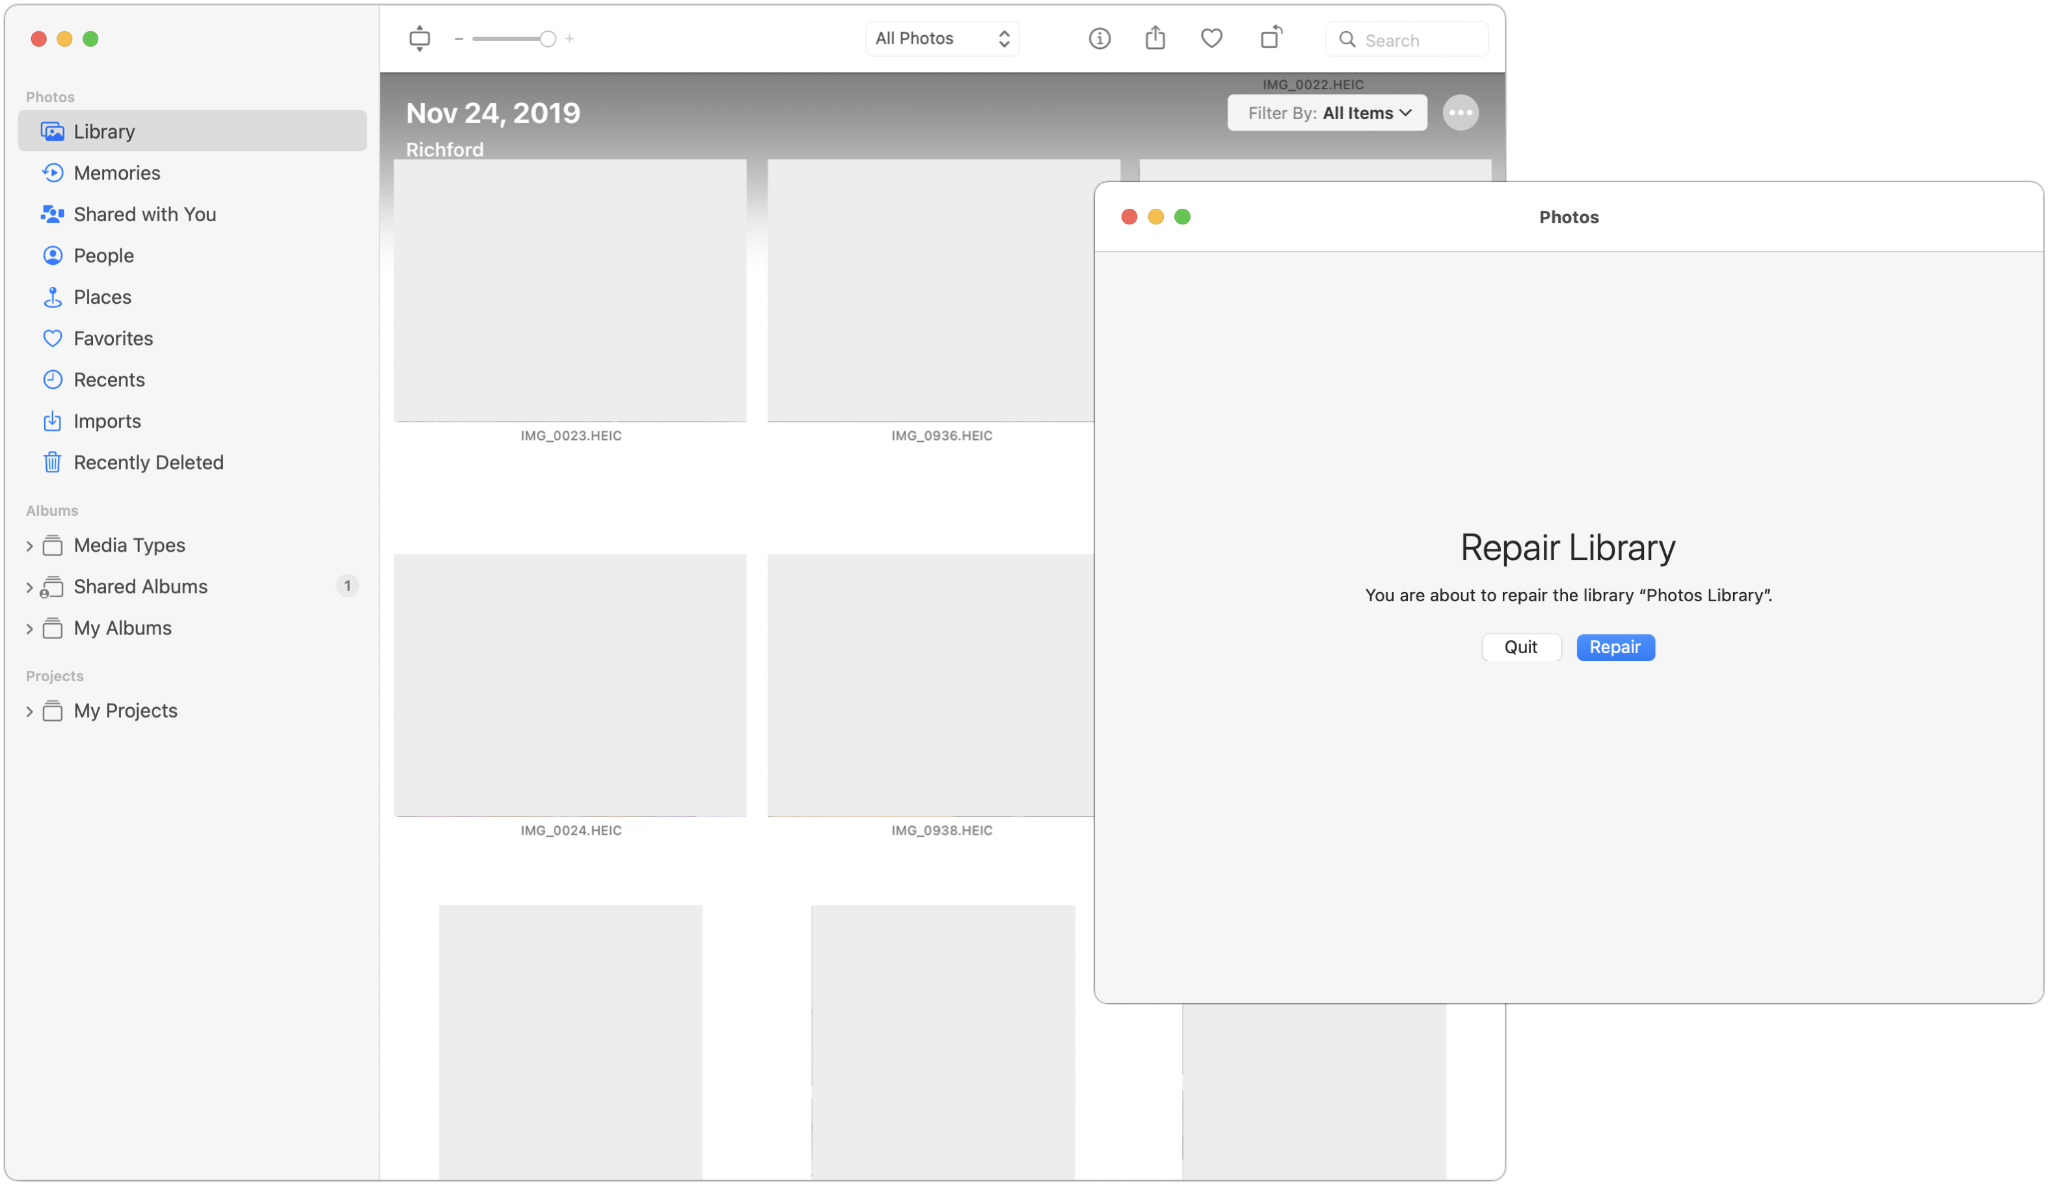 All Photos
Search
Photos
Library
Memories
Shared with You
People
Places
Favorites
Recents
Imports
Recently Deleted
Albums
Media Types
Shared Albums 1
My Albums
Projects
My Projects
IMG_0022.HEIC
Nov 24, 2019
Filter By: All Items
Richford
IMG_0023.HEIC
IMG_0936.HEIC
IMG_0024.HEIC
IMG_0938.HEIC
Photos
Repair Library
You are about to repair the library “Photos Library”.
Quit Repair